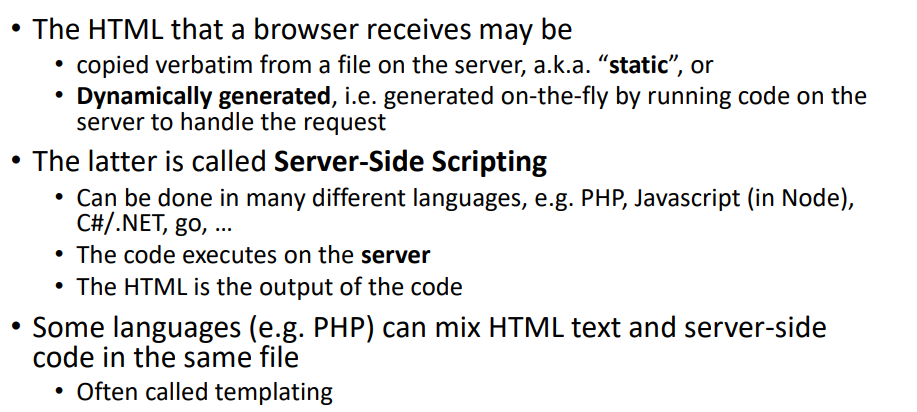 • The HTML that a browser receives may be
• copied verbatim from a file on the server, a.k.a. “static”, or
• Dynamically generated, i.e. generated on-the-fly by running code on the
server to handle the request
• The latter is called Server-Side Scripting
• Can be done in many different languages, e.g. PHP, Javascript (in Node),
C#/.NET, go, …
• The code executes on the server
• The HTML is the output of the code
• Some languages (e.g. PHP) can mix HTML text and server-side
code in the same file
• Often called templating